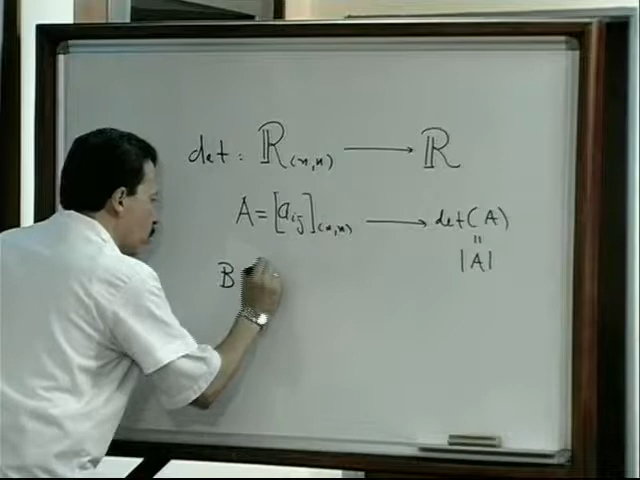 det : ℝ(n,n) ⟶ ℝ
A = [aij](n,n) ⟶ det(A)
=
|A|
B